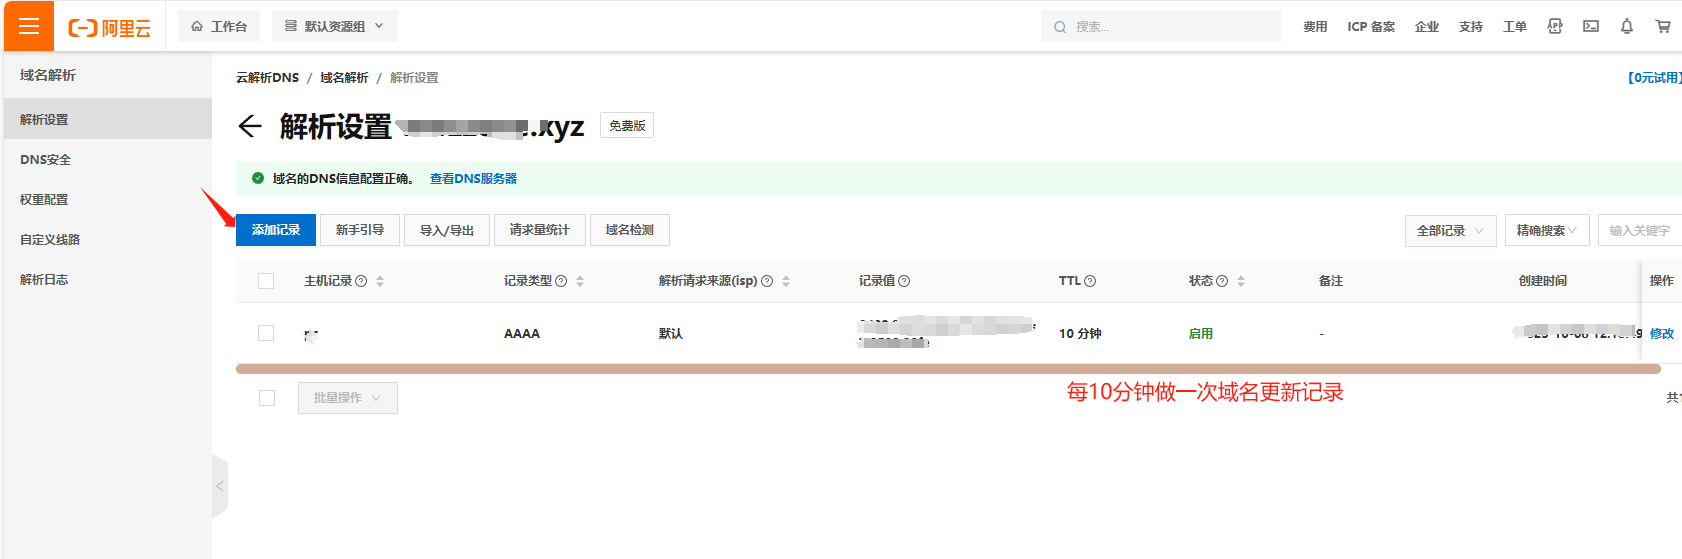 阿里云 工作台 默认资源组 搜索... 费用 ICP 备案 企业 支持 工单
域名解析
解析设置
DNS安全
权重配置
自定义线路
解析日志
云解析DNS / 域名解析 / 解析设置
【0元试用】
解析设置 .xyz 免费版
域名的DNS信息配置正确。 查看DNS服务器
添加记录 新手引导 导入/导出 请求量统计 域名检测 全部记录 精确搜索 输入关键字
主机记录 记录类型 解析请求来源(isp) 记录值 TTL 状态 备注 创建时间 操作
AAAA 默认 10 分钟 启用 - 修改
每10分钟做一次域名更新记录
批量操作 共1